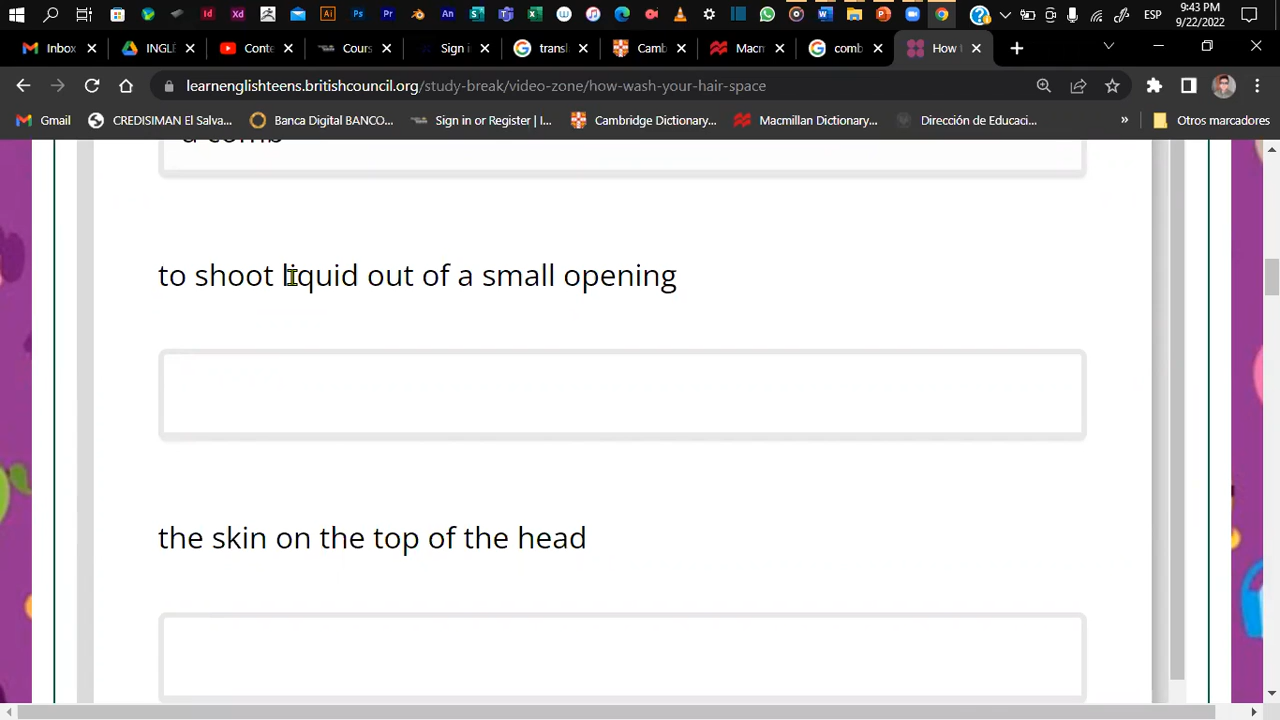 ESP
9:43 PM
9/22/2022
Inbox
INGLÉ
Conte
Cours
Sign i
transl
Camb
Macm
comb
How t
learnenglishteens.britishcouncil.org/study-break/video-zone/how-wash-your-hair-space
Gmail
CREDISIMAN El Salva...
Banca Digital BANCO...
Sign in or Register | I...
Cambridge Dictionary...
Macmillan Dictionary...
Dirección de Educaci...
»
Otros marcadores
a comb
to shoot liquid out of a small opening
the skin on the top of the head